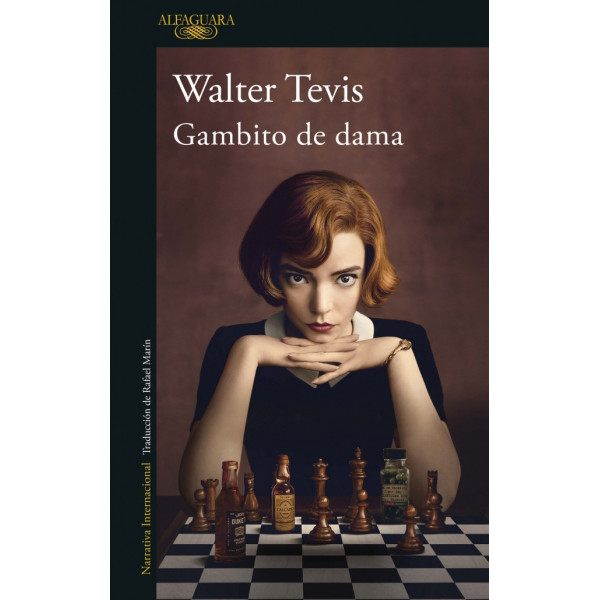 ALFAGUARA
Walter Tevis
Gambito de dama
Narrativa Internacional Traducción de Rafael Marín